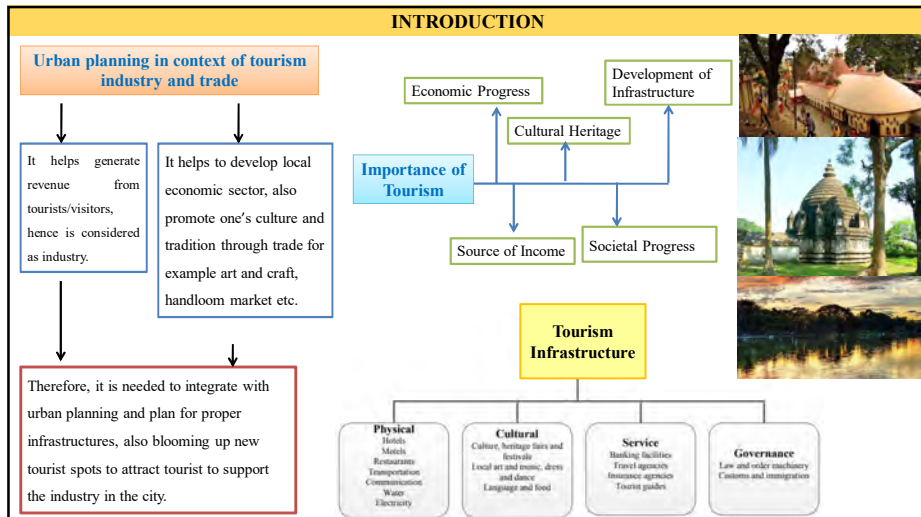 INTRODUCTION
Urban planning in context of tourism
industry and trade
It helps generate
revenue from
tourists/visitors,
hence is considered
as industry.
It helps to develop local
economic sector, also
promote one's culture and
tradition through trade for
example art and craft,
handloom market etc.
Therefore, it is needed to integrate with
urban planning and plan for proper
infrastructures, also blooming up new
tourist spots to attract tourist to support
the industry in the city.
Importance of
Tourism
Economic Progress
Cultural Heritage
Development of
Infrastructure
Source of Income
Societal Progress
Tourism
Infrastructure
Physical
Hotels
Motels
Restaurants
Transportation
Communication
Water
Electricity
Cultural
Culture, heritage fairs and
festivals
Local art and music, dress
and dance
Language and food
Service
Banking facilities
Travel agencies
Insurance agencies
Tourist guides
Governance
Law and order machinery
Customs and immigration